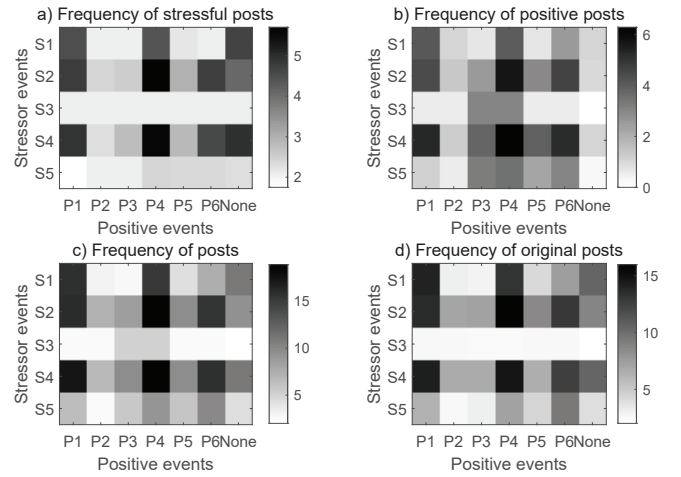 a) Frequency of stressful posts
S1
S2
S3
S4
S5
Stressor events
P1 P2 P3 P4 P5 P6None
Positive events
5
4
3
2
b) Frequency of positive posts
S1
S2
S3
S4
S5
Stressor events
P1 P2 P3 P4 P5 P6None
Positive events
6
4
2
0
c) Frequency of posts
S1
S2
S3
S4
S5
Stressor events
P1 P2 P3 P4 P5 P6None
Positive events
15
10
5
d) Frequency of original posts
S1
S2
S3
S4
S5
Stressor events
P1 P2 P3 P4 P5 P6None
Positive events
15
10
5